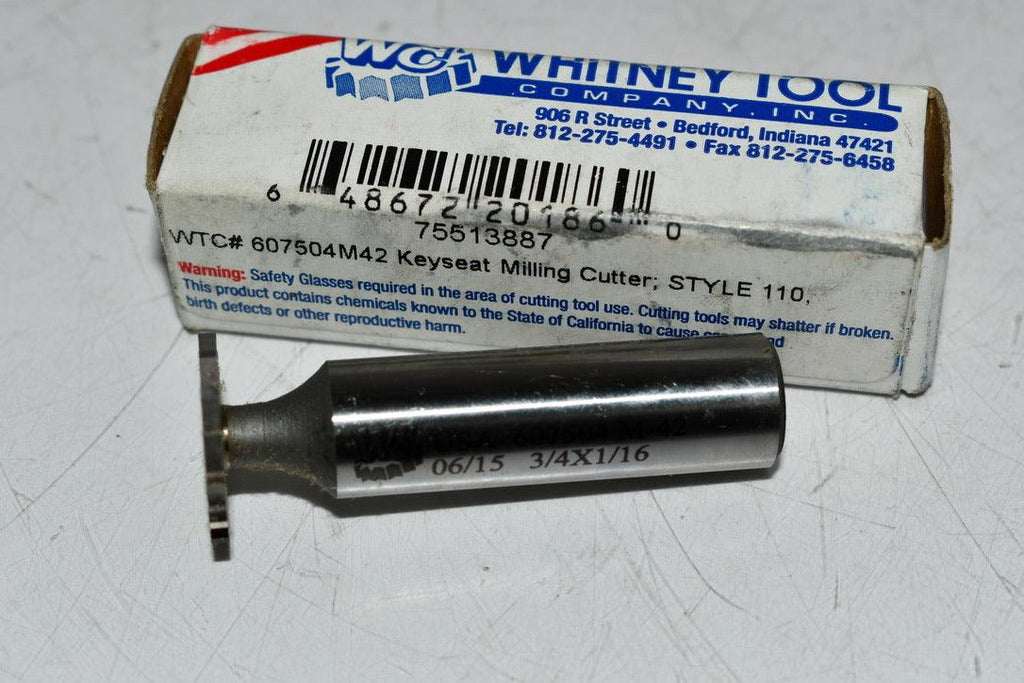 WC WHITNEY TOOL
COMPANY, INC.
906 R Street • Bedford, Indiana 47421
Tel: 812-275-4491 • Fax 812-275-6458
6 48672 20186 0
75513887
WTC# 607504M42 Keyseat Milling Cutter; STYLE 110,
Warning: Safety Glasses required in the area of cutting tool use. Cutting tools may shatter if broken.
This product contains chemicals known to the State of California to cause
birth defects or other reproductive harm.
USA 607504 M-42
06/15 3/4X1/16